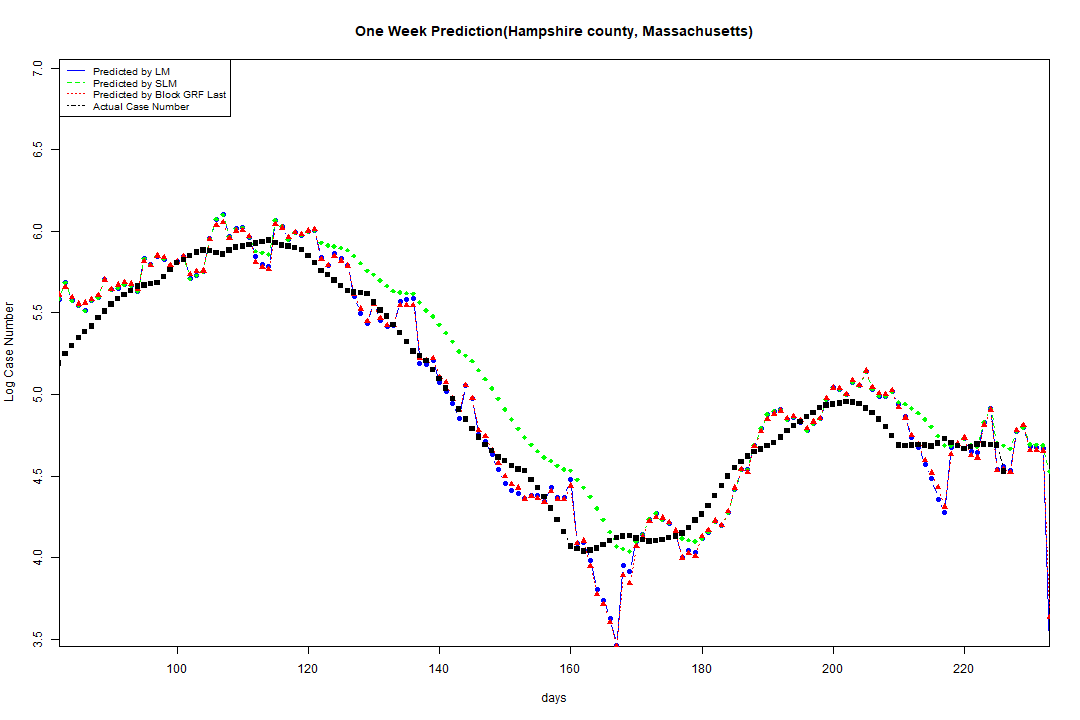 One Week Prediction(Hampshire county, Massachusetts)
Predicted by LM
Predicted by SLM
Predicted by Block GRF Last
Actual Case Number
7.0
6.5
6.0
5.5
5.0
4.5
4.0
3.5
Log Case Number
100 120 140 160 180 200 220
days